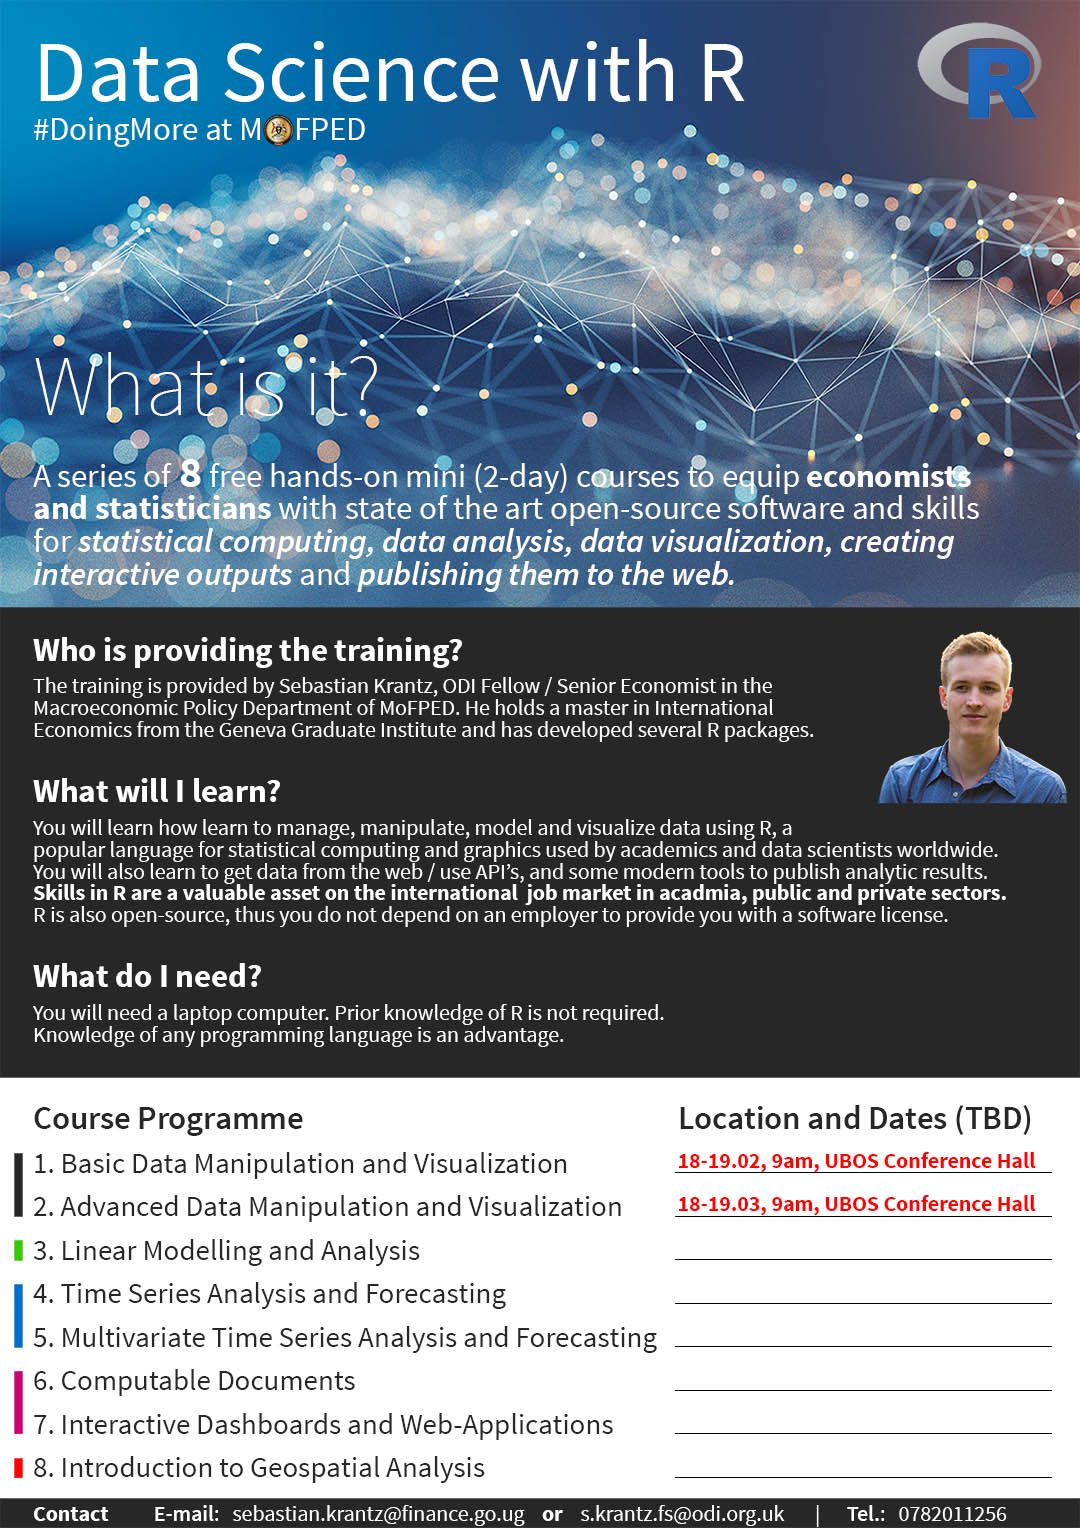 Data Science with R
R
#DoingMore at MoFPED
What is it?
A series of 8 free hands-on mini (2-day) courses to equip economists
and statisticians with state of the art open-source software and skills
for statistical computing, data analysis, data visualization, creating
interactive outputs and publishing them to the web.
Who is providing the training?
The training is provided by Sebastian Krantz, ODI Fellow / Senior Economist in the
Macroeconomic Policy Department of MoFPED. He holds a master in International
Economics from the Geneva Graduate Institute and has developed several R packages.
What will I learn?
You will learn how learn to manage, manipulate, model and visualize data using R, a
popular language for statistical computing and graphics used by academics and data scientists worldwide.
You will also learn to get data from the web / use API's, and some modern tools to publish analytic results.
Skills in R are a valuable asset on the international job market in acadmia, public and private sectors.
R is also open-source, thus you do not depend on an employer to provide you with a software license.
What do I need?
You will need a laptop computer. Prior knowledge of R is not required.
Knowledge of any programming language is an advantage.
Course Programme
Location and Dates (TBD)
1. Basic Data Manipulation and Visualization
18-19.02, 9am, UBOS Conference Hall
2. Advanced Data Manipulation and Visualization
18-19.03, 9am, UBOS Conference Hall
3. Linear Modelling and Analysis
4. Time Series Analysis and Forecasting
5. Multivariate Time Series Analysis and Forecasting
6. Computable Documents
7. Interactive Dashboards and Web-Applications
8. Introduction to Geospatial Analysis
Contact E-mail: sebastian.krantz@finance.go.ug or s.krantz.fs@odi.org.uk | Tel.: 0782011256